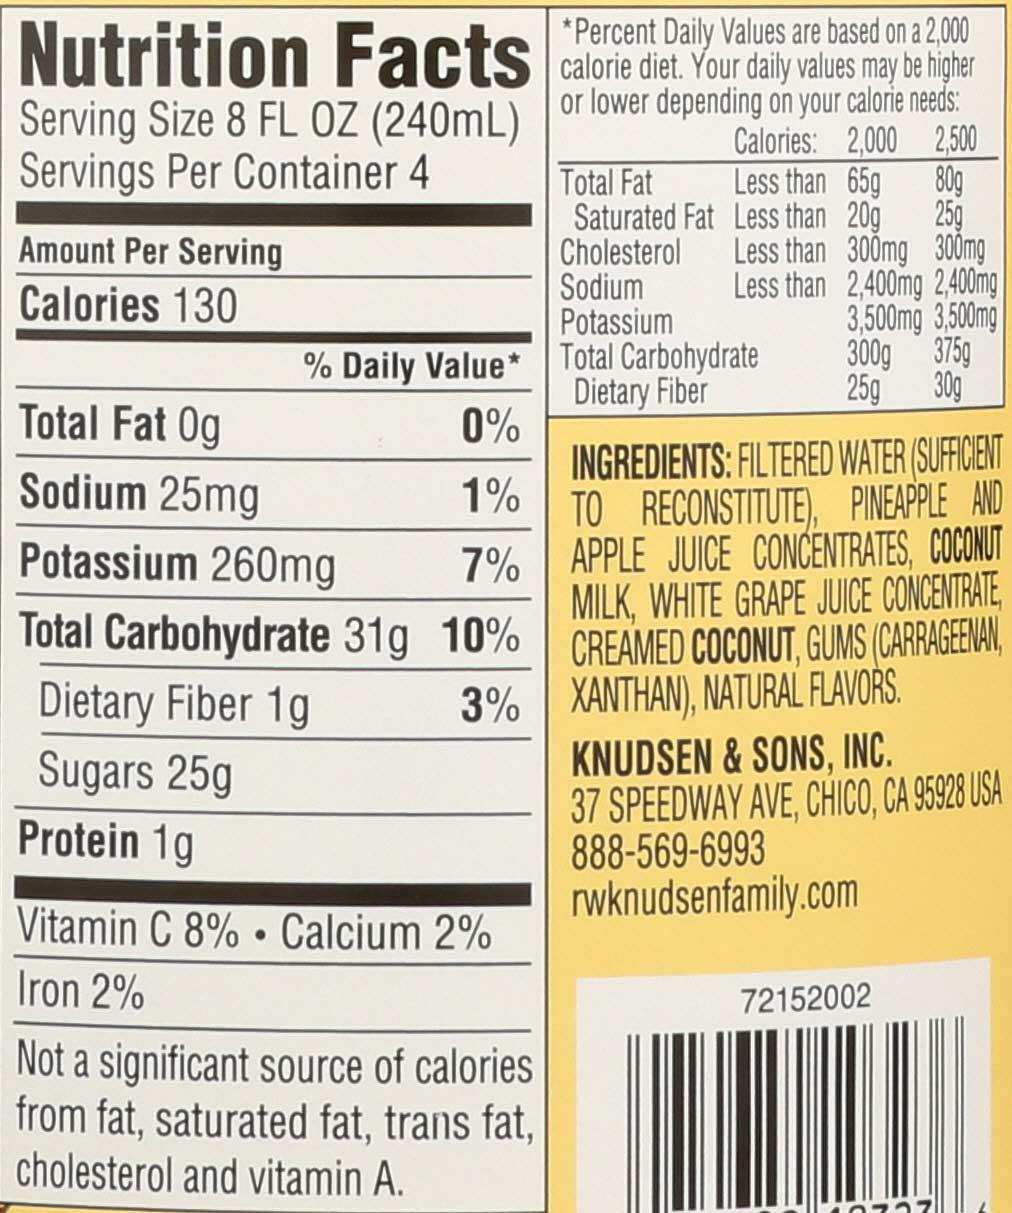 Nutrition Facts
Serving Size 8 FL OZ (240mL)
Servings Per Container 4
Amount Per Serving
Calories 130
% Daily Value*
Total Fat 0g 0%
Sodium 25mg 1%
Potassium 260mg 7%
Total Carbohydrate 31g 10%
Dietary Fiber 1g 3%
Sugars 25g
Protein 1g
Vitamin C 8% • Calcium 2%
Iron 2%
Not a significant source of calories
from fat, saturated fat, trans fat,
cholesterol and vitamin A.
*Percent Daily Values are based on a 2,000
calorie diet. Your daily values may be higher
or lower depending on your calorie needs:
Calories: 2,000 2,500
Total Fat Less than 65g 80g
Saturated Fat Less than 20g 25g
Cholesterol Less than 300mg 300mg
Sodium Less than 2,400mg 2,400mg
Potassium 3,500mg 3,500mg
Total Carbohydrate 300g 375g
Dietary Fiber 25g 30g
INGREDIENTS: FILTERED WATER (SUFFICIENT
TO RECONSTITUTE), PINEAPPLE AND
APPLE JUICE CONCENTRATES, COCONUT
MILK, WHITE GRAPE JUICE CONCENTRATE,
CREAMED COCONUT, GUMS (CARRAGEENAN,
XANTHAN), NATURAL FLAVORS.
KNUDSEN & SONS, INC.
37 SPEEDWAY AVE, CHICO, CA 95928 USA
888-569-6993
rwknudsenfamily.com
72152002